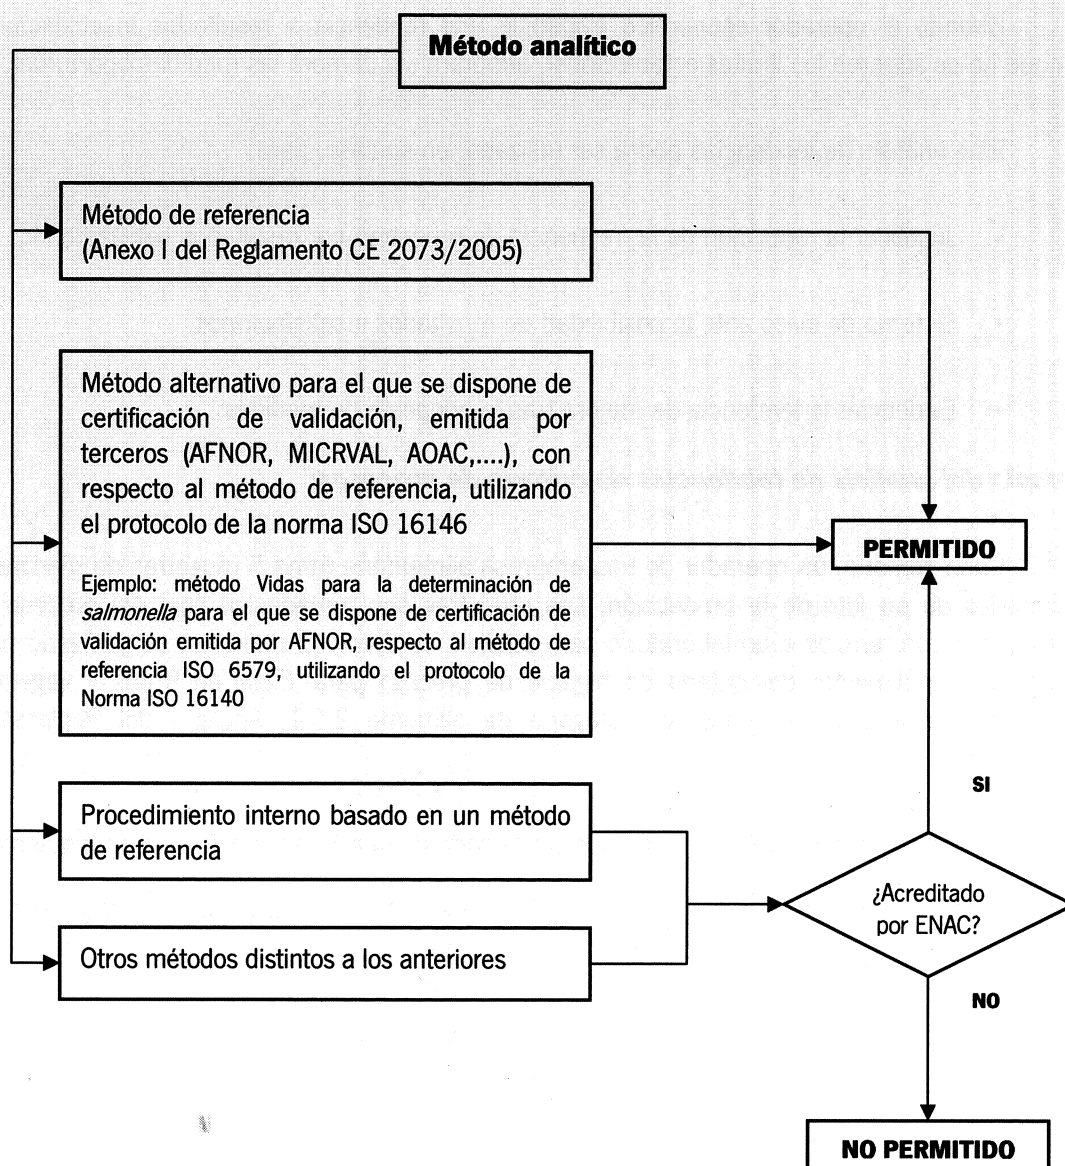 Método analítico
Método de referencia
(Anexo I del Reglamento CE 2073/2005)
Método alternativo para el que se dispone de
certificación de validación, emitida por
terceros (AFNOR, MICRVAL, AOAC,....), con
respecto al método de referencia, utilizando
el protocolo de la norma ISO 16146
Ejemplo: método Vidas para la determinación de
salmonella para el que se dispone de certificación de
validación emitida por AFNOR, respecto al método de
referencia ISO 6579, utilizando el protocolo de la
Norma ISO 16140
PERMITIDO
SI
Procedimiento interno basado en un método
de referencia
¿Acreditado
por ENAC?
Otros métodos distintos a los anteriores
NO
NO PERMITIDO